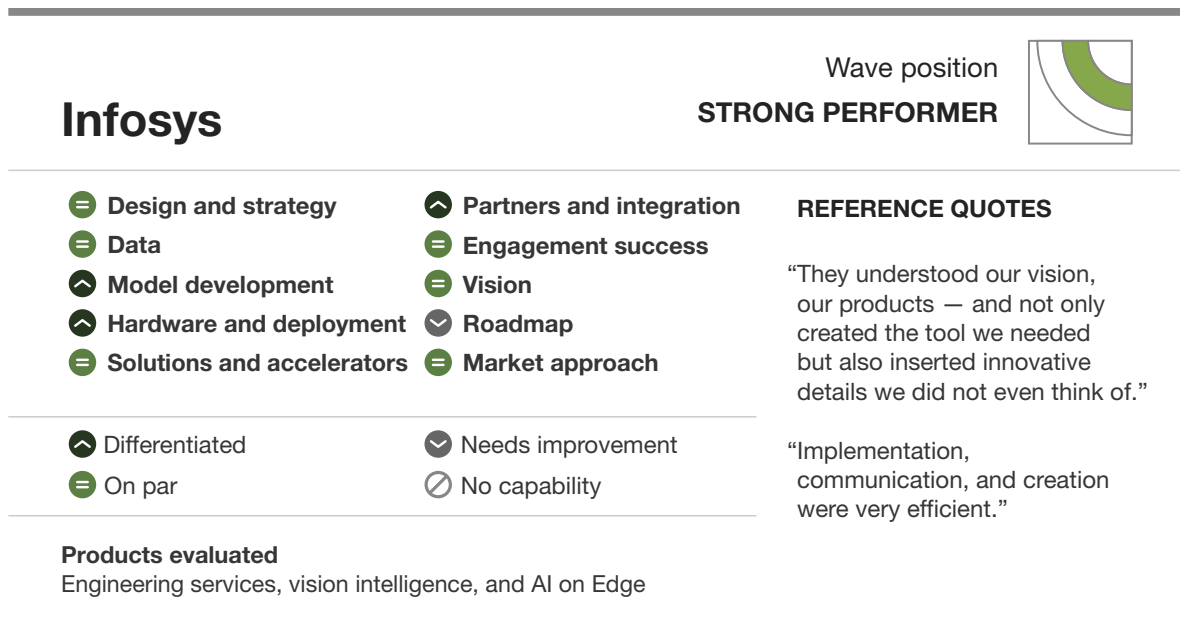 Wave position
STRONG PERFORMER
Infosys
Design and strategy
Data
Model development
Hardware and deployment
Solutions and accelerators
Partners and integration
Engagement success
Vision
Roadmap
Market approach
Differentiated
On par
Needs improvement
No capability
Products evaluated
Engineering services, vision intelligence, and AI on Edge
REFERENCE QUOTES
“They understood our vision,
our products — and not only
created the tool we needed
but also inserted innovative
details we did not even think of.”
“Implementation,
communication, and creation
were very efficient.”